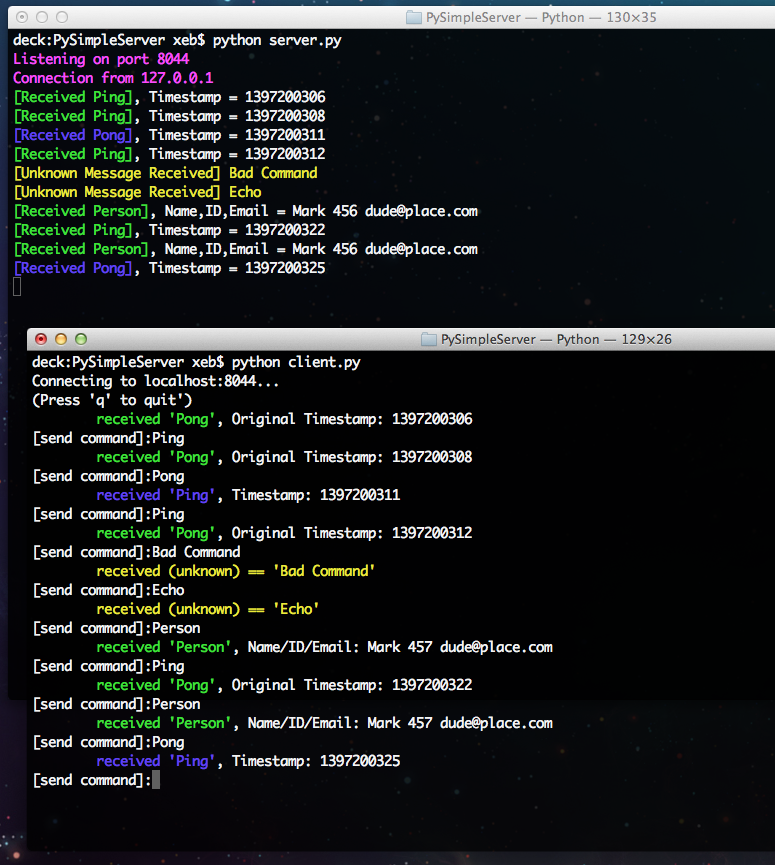 PySimpleServer — Python — 130×35
deck:PySimpleServer xeb$ python server.py
Listening on port 8044
Connection from 127.0.0.1
[Received Ping], Timestamp = 1397200306
[Received Ping], Timestamp = 1397200308
[Received Pong], Timestamp = 1397200311
[Received Ping], Timestamp = 1397200312
[Unknown Message Received] Bad Command
[Unknown Message Received] Echo
[Received Person], Name,ID,Email = Mark 456 dude@place.com
[Received Ping], Timestamp = 1397200322
[Received Person], Name,ID,Email = Mark 456 dude@place.com
[Received Pong], Timestamp = 1397200325
PySimpleServer — Python — 129×26
deck:PySimpleServer xeb$ python client.py
Connecting to localhost:8044...
(Press 'q' to quit')
received 'Pong', Original Timestamp: 1397200306
[send command]:Ping
received 'Pong', Original Timestamp: 1397200308
[send command]:Pong
received 'Ping', Timestamp: 1397200311
[send command]:Ping
received 'Pong', Original Timestamp: 1397200312
[send command]:Bad Command
received (unknown) == 'Bad Command'
[send command]:Echo
received (unknown) == 'Echo'
[send command]:Person
received 'Person', Name/ID/Email: Mark 457 dude@place.com
[send command]:Ping
received 'Pong', Original Timestamp: 1397200322
[send command]:Person
received 'Person', Name/ID/Email: Mark 457 dude@place.com
[send command]:Pong
received 'Ping', Timestamp: 1397200325
[send command]: